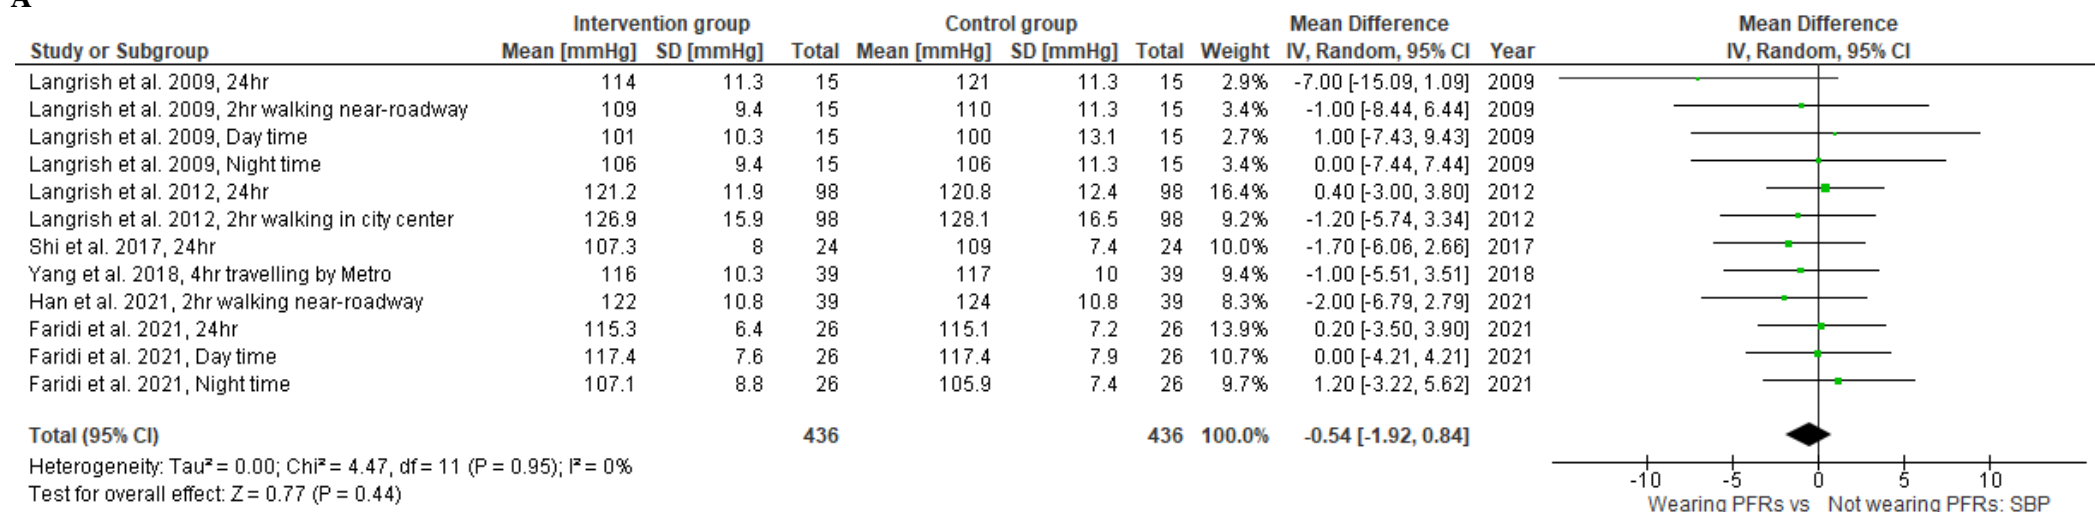 A
Intervention group Control group Mean Difference Mean Difference
Study or Subgroup Mean [mmHg] SD [mmHg] Total Mean [mmHg] SD [mmHg] Total Weight IV, Random, 95% CI Year IV, Random, 95% CI
Langrish et al. 2009, 24hr 114 11.3 15 121 11.3 15 2.9% -7.00 [-15.09, 1.09] 2009
Langrish et al. 2009, 2hr walking near-roadway 109 9.4 15 110 11.3 15 3.4% -1.00 [-8.44, 6.44] 2009
Langrish et al. 2009, Day time 101 10.3 15 100 13.1 15 2.7% 1.00 [-7.43, 9.43] 2009
Langrish et al. 2009, Night time 106 9.4 15 106 11.3 15 3.4% 0.00 [-7.44, 7.44] 2009
Langrish et al. 2012, 24hr 121.2 11.9 98 120.8 12.4 98 16.4% 0.40 [-3.00, 3.80] 2012
Langrish et al. 2012, 2hr walking in city center 126.9 15.9 98 128.1 16.5 98 9.2% -1.20 [-5.74, 3.34] 2012
Shi et al. 2017, 24hr 107.3 8 24 109 7.4 24 10.0% -1.70 [-6.06, 2.66] 2017
Yang et al. 2018, 4hr travelling by Metro 116 10.3 39 117 10 39 9.4% -1.00 [-5.51, 3.51] 2018
Han et al. 2021, 2hr walking near-roadway 122 10.8 39 124 10.8 39 8.3% -2.00 [-6.79, 2.79] 2021
Faridi et al. 2021, 24hr 115.3 6.4 26 115.1 7.2 26 13.9% 0.20 [-3.50, 3.90] 2021
Faridi et al. 2021, Day time 117.4 7.6 26 117.4 7.9 26 10.7% 0.00 [-4.21, 4.21] 2021
Faridi et al. 2021, Night time 107.1 8.8 26 105.9 7.4 26 9.7% 1.20 [-3.22, 5.62] 2021
Total (95% CI) 436 436 100.0% -0.54 [-1.92, 0.84]
Heterogeneity: Tau² = 0.00; Chi² = 4.47, df = 11 (P = 0.95); I² = 0%
Test for overall effect: Z = 0.77 (P = 0.44)
-10 -5 0 5 10
Wearing PFRs vs Not wearing PFRs: SBP